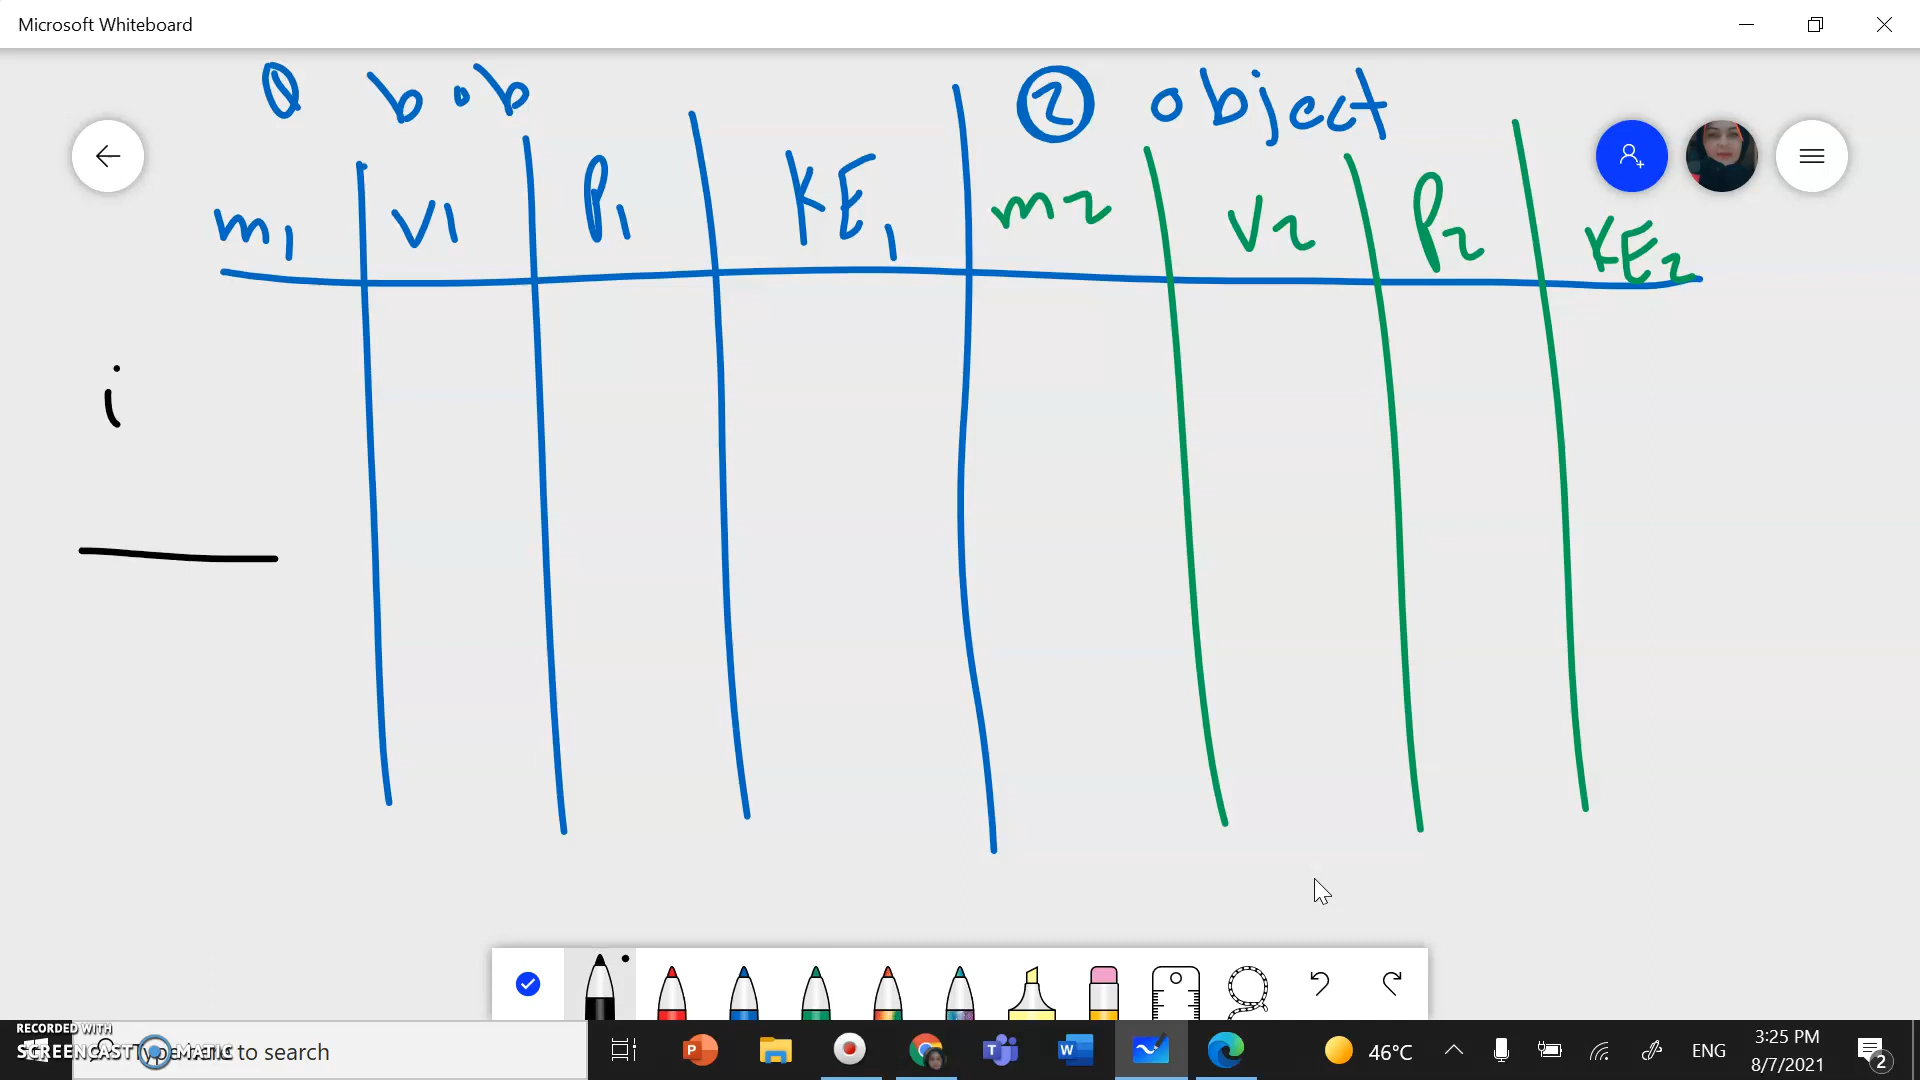 Microsoft Whiteboard
① bob ② object
m1 V1 P1 KE1 m2 V2 P2 KE2
i
RECORDED WITH
SCREENCAST MATIC
to search
46°C ENG 3:25 PM
8/7/2021 2